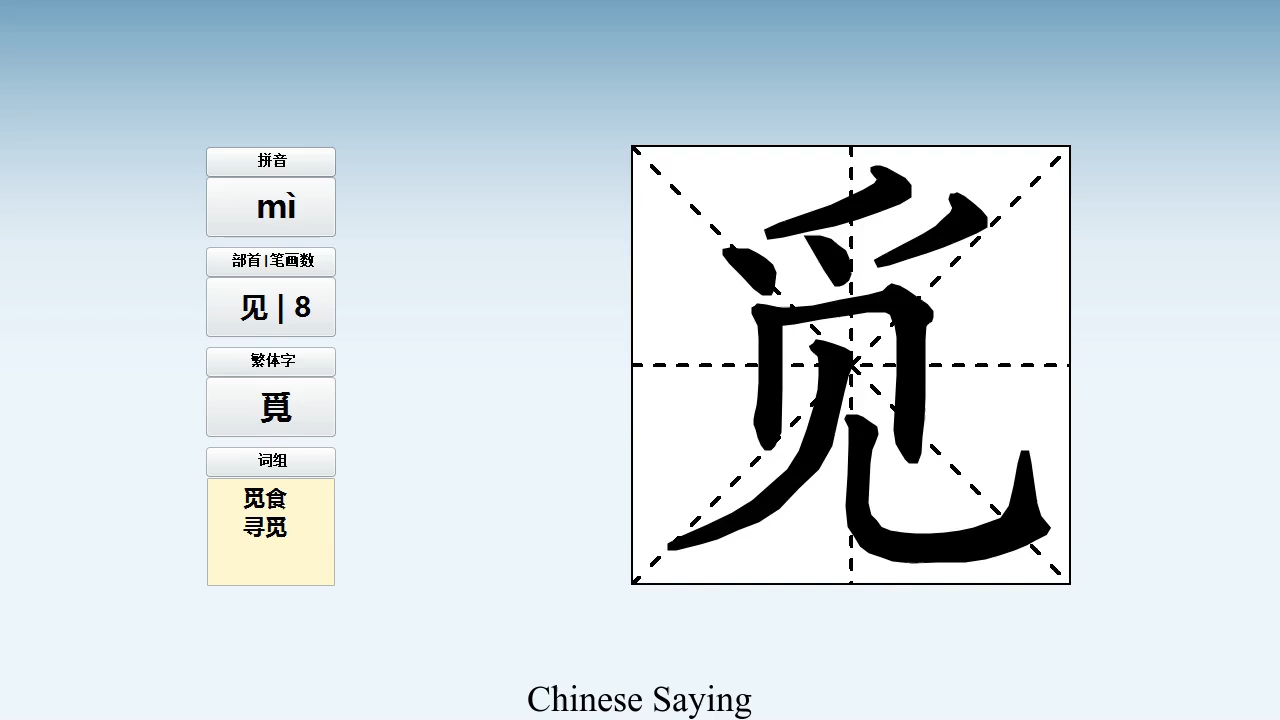 拼音
mì
部首|笔画数
见 | 8
繁体字
覓
词组
觅食
寻觅
觅
Chinese Saying